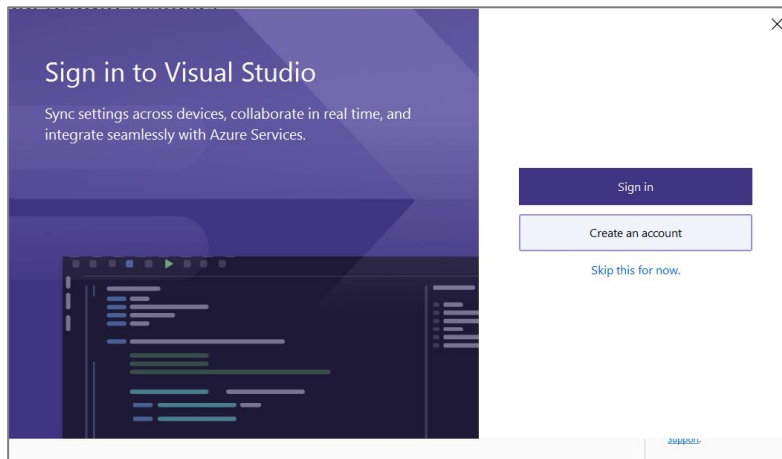 Sign in to Visual Studio
Sync settings across devices, collaborate in real time, and
integrate seamlessly with Azure Services.
Sign in
Create an account
Skip this for now.
support.